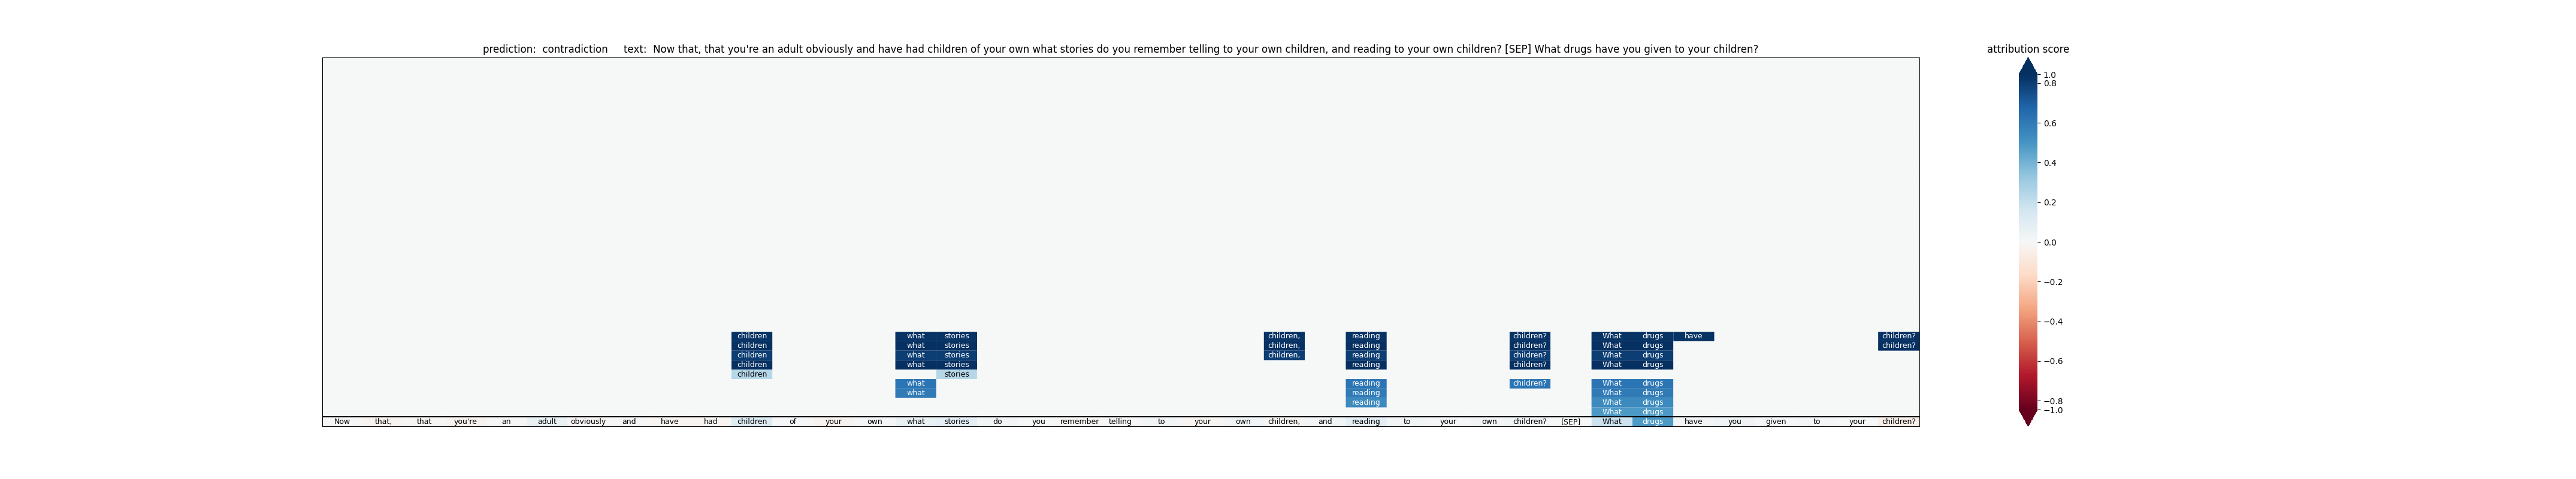 prediction:  contradiction     text:  Now that, that you're an adult obviously and have had children of your own what stories do you remember telling to your own children, and reading to your own children? [SEP] What drugs have you given to your children?
attribution score
1.0
0.8
0.6
0.4
0.2
0.0
−0.2
−0.4
−0.6
−0.8
−1.0
children what stories children, reading children? What drugs have children?
children what stories children, reading children? What drugs children?
children what stories children, reading children? What drugs
children what stories reading children? What drugs
children stories
what reading children? What drugs
what reading What drugs
reading What drugs
What drugs
Now that, that you're an adult obviously and have had children of your own what stories do you remember telling to your own children, and reading to your own children? [SEP] What drugs have you given to your children?